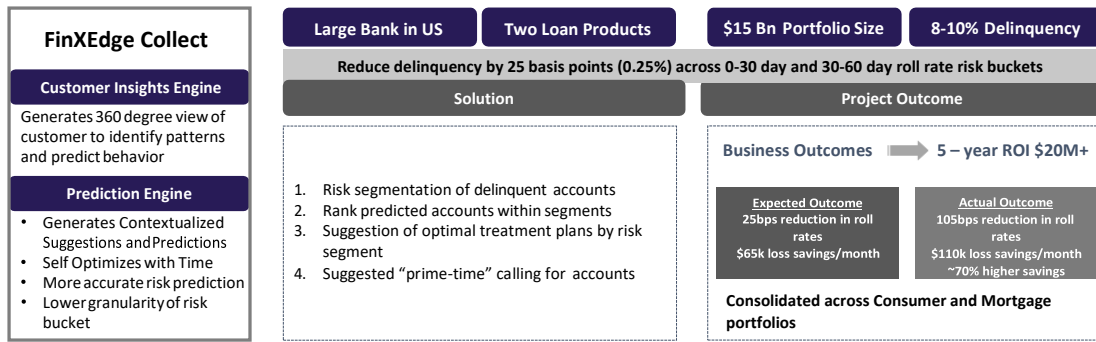 FinXEdge Collect
Customer Insights Engine
Generates 360 degree view of
customer to identify patterns
and predict behavior
Prediction Engine
• Generates Contextualized
Suggestions and Predictions
• Self Optimizes with Time
• More accurate risk prediction
• Lower granularity of risk
bucket
Large Bank in US
Two Loan Products
$15 Bn Portfolio Size
8-10% Delinquency
Reduce delinquency by 25 basis points (0.25%) across 0-30 day and 30-60 day roll rate risk buckets
Solution
1. Risk segmentation of delinquent accounts
2. Rank predicted accounts within segments
3. Suggestion of optimal treatment plans by risk
segment
4. Suggested “prime-time” calling for accounts
Project Outcome
Business Outcomes
5 – year ROI $20M+
Expected Outcome
25bps reduction in roll
rates
$65k loss savings/month
Actual Outcome
105bps reduction in roll
rates
$110k loss savings/month
~70% higher savings
Consolidated across Consumer and Mortgage
portfolios